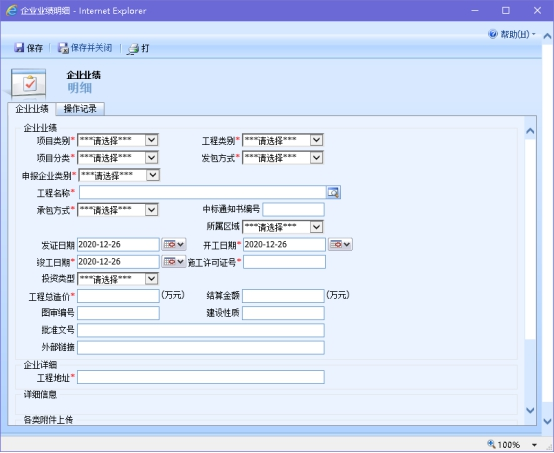 企业业绩明细 - Internet Explorer
帮助(H)
保存 保存并关闭 打
企业业绩
明细
企业业绩 操作记录
企业业绩
项目类别* ***请选择*** 工程类别* ***请选择***
项目分类* ***请选择*** 发包方式* ***请选择***
申报企业类别* ***请选择***
工程名称*
承包方式* ***请选择*** 中标通知书编号
所属区域 ***请选择***
发证日期 2020-12-26 开工日期* 2020-12-26
竣工日期* 2020-12-26 施工许可证号*
投资类型 ***请选择***
工程总造价* (万元) 结算金额 (万元)
图审编号 建设性质
批准文号
外部链接
企业详细
工程地址*
详细信息
各类附件上传
100%